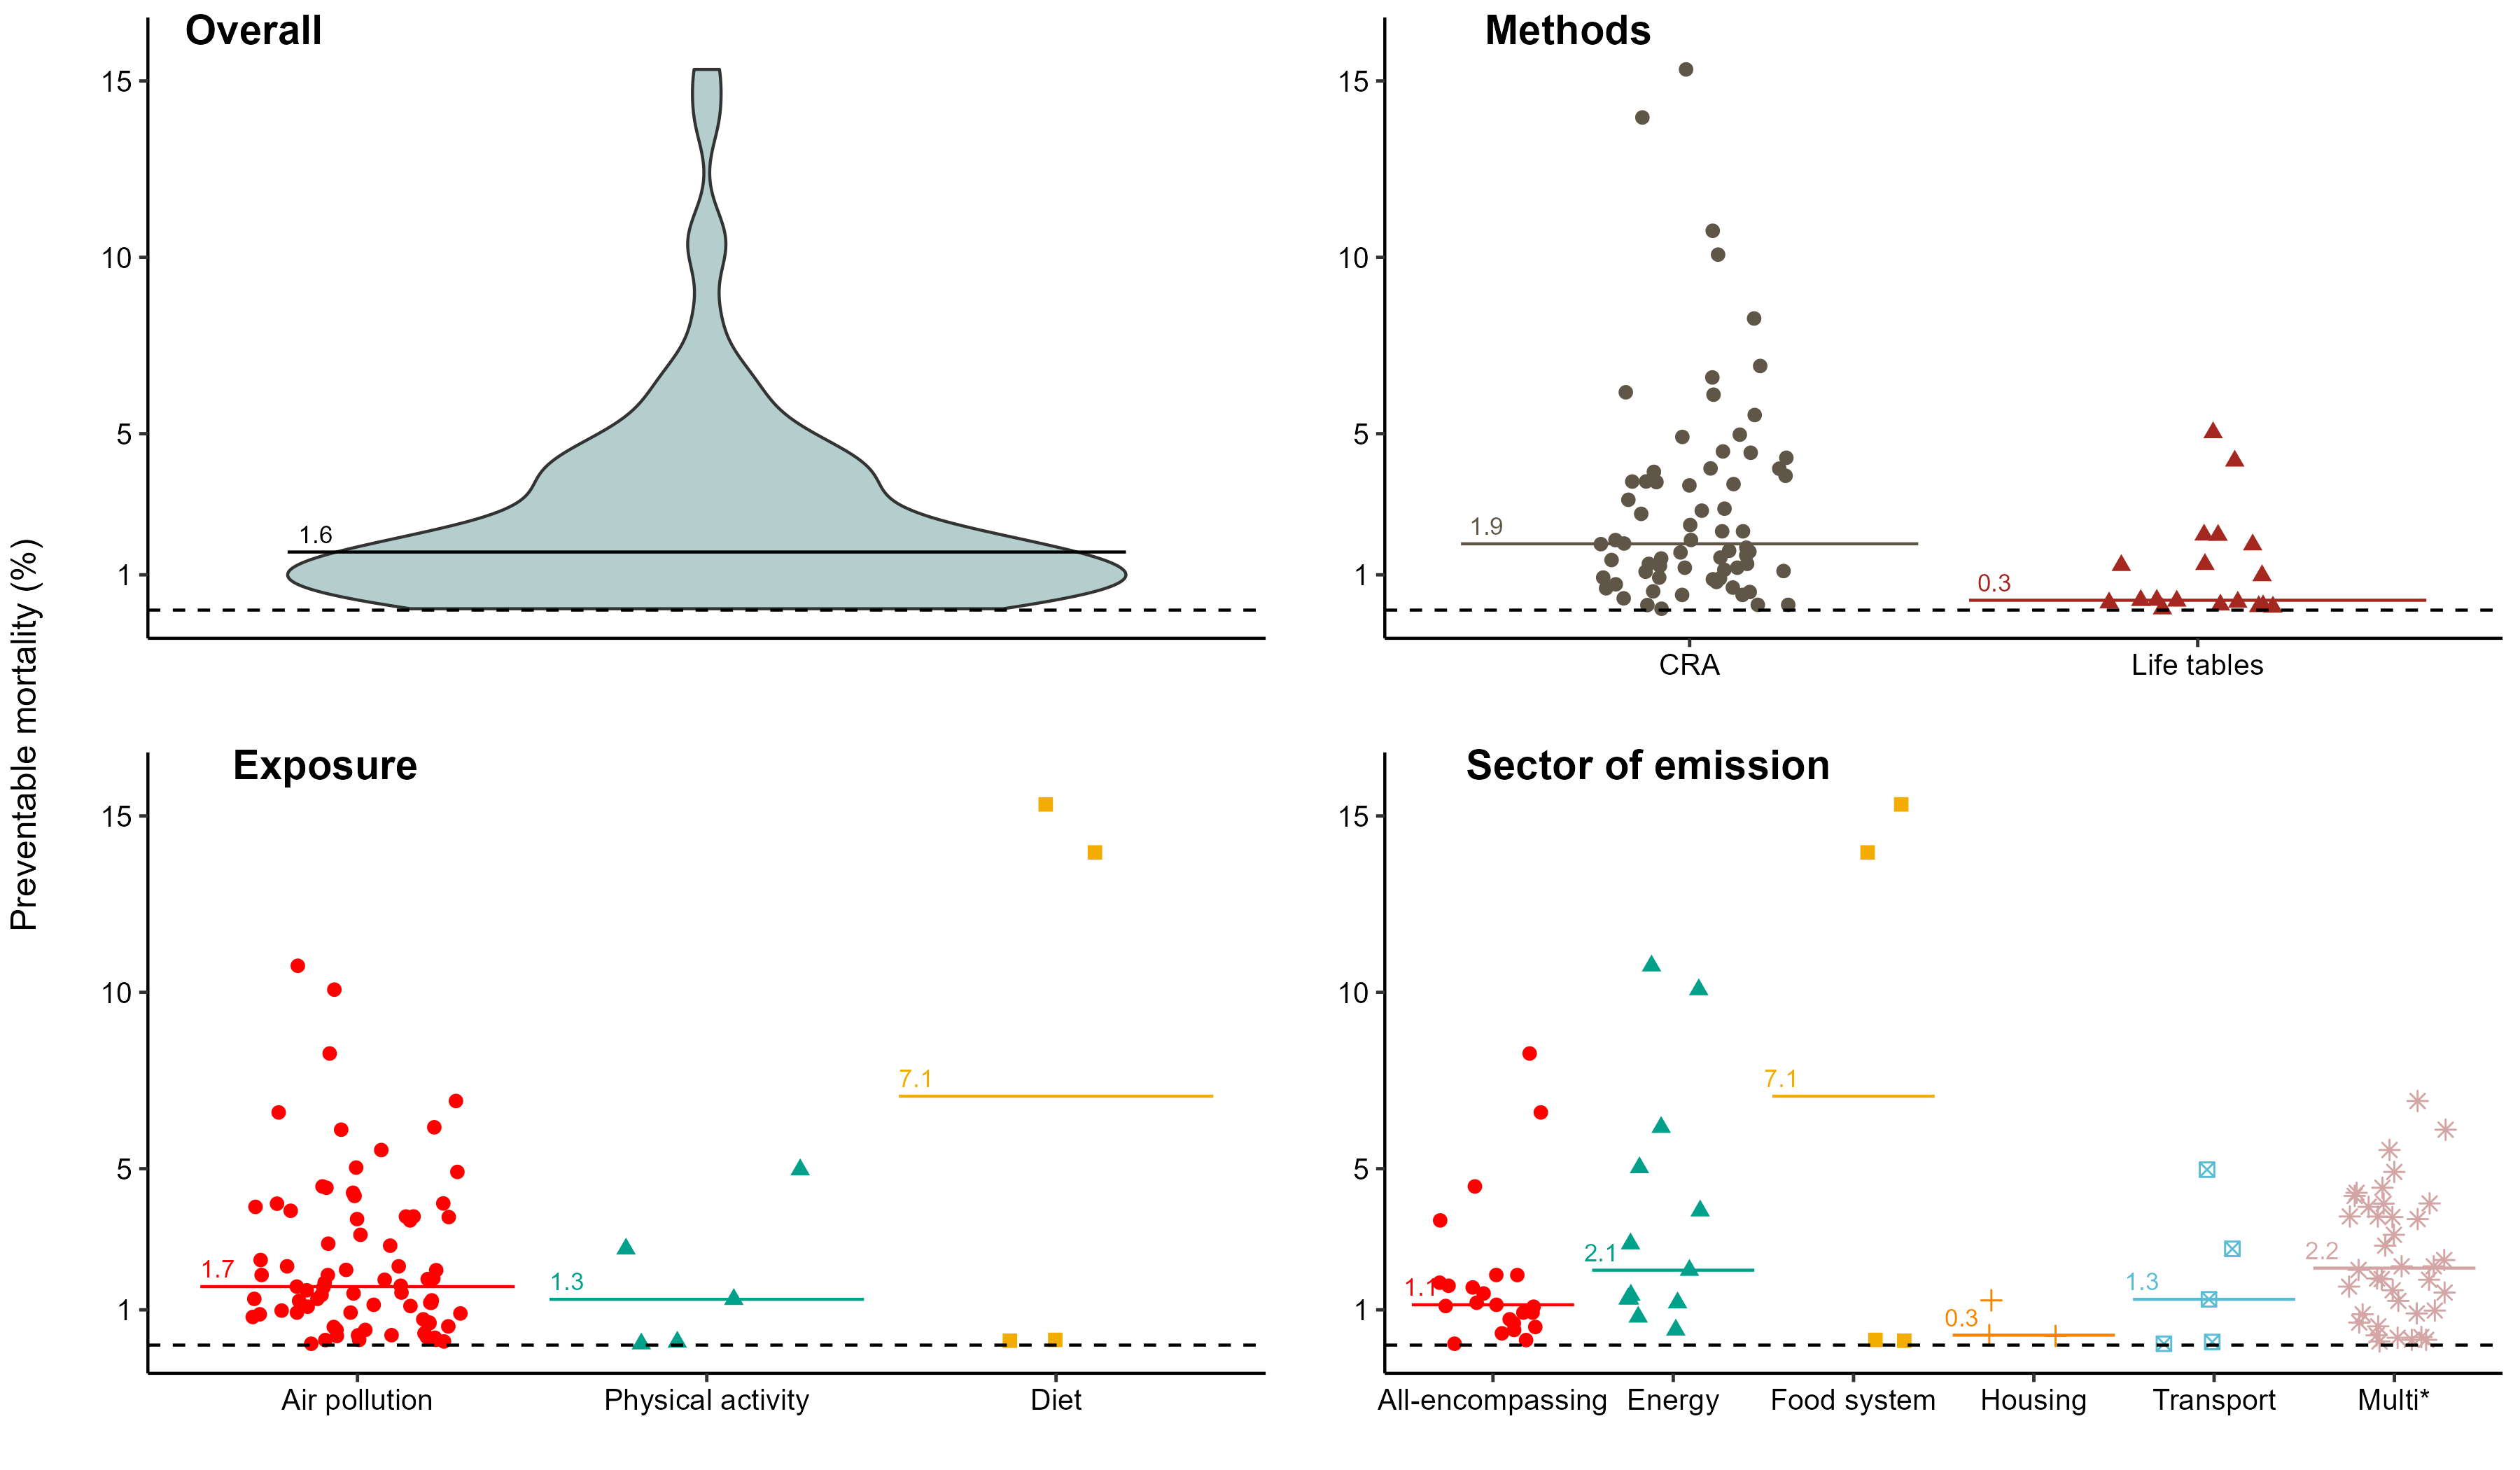 Preventable mortality (%)
Overall
15
10
5
1
1.6
Methods
15
10
5
1
1.9
0.3
CRA
Life tables
Exposure
15
10
5
1
1.7
1.3
7.1
Air pollution
Physical activity
Diet
Sector of emission
15
10
5
1
1.1
2.1
7.1
0.3
1.3
2.2
All-encompassing
Energy
Food system
Housing
Transport
Multi*